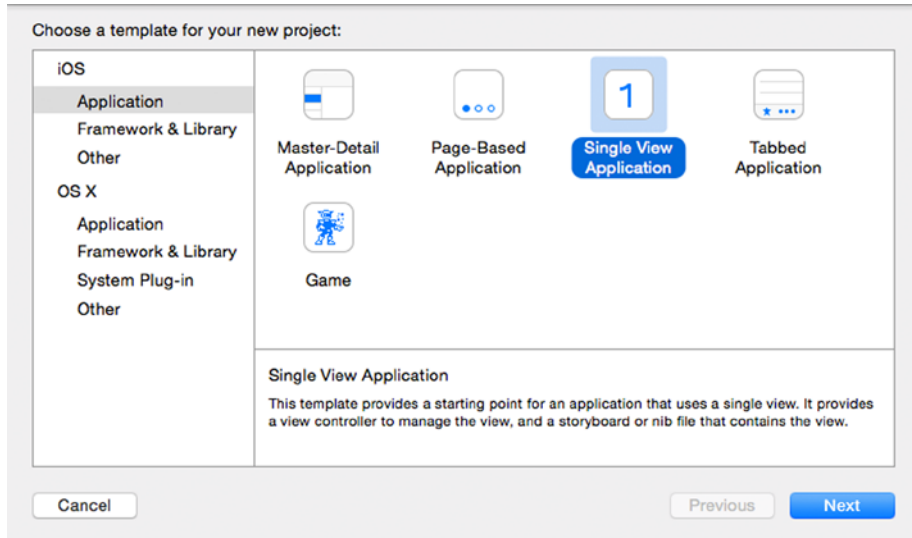 Choose a template for your new project:
iOS
Application
Framework & Library
Other
OS X
Application
Framework & Library
System Plug-in
Other
Master-Detail
Application
Page-Based
Application
1
Single View
Application
Tabbed
Application
Game
Single View Application
This template provides a starting point for an application that uses a single view. It provides
a view controller to manage the view, and a storyboard or nib file that contains the view.
Cancel
Previous
Next